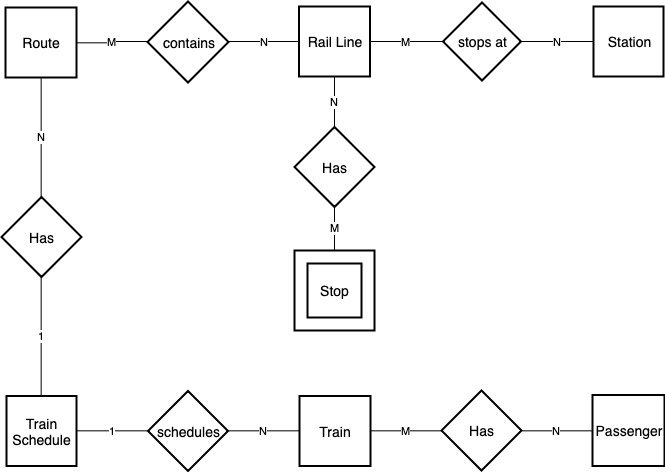 Route
M
contains
N
Rail Line
M
stops at
N
Station
N
N
Has
Has
M
Stop
1
Train
Schedule
1
schedules
N
Train
M
Has
N
Passenger